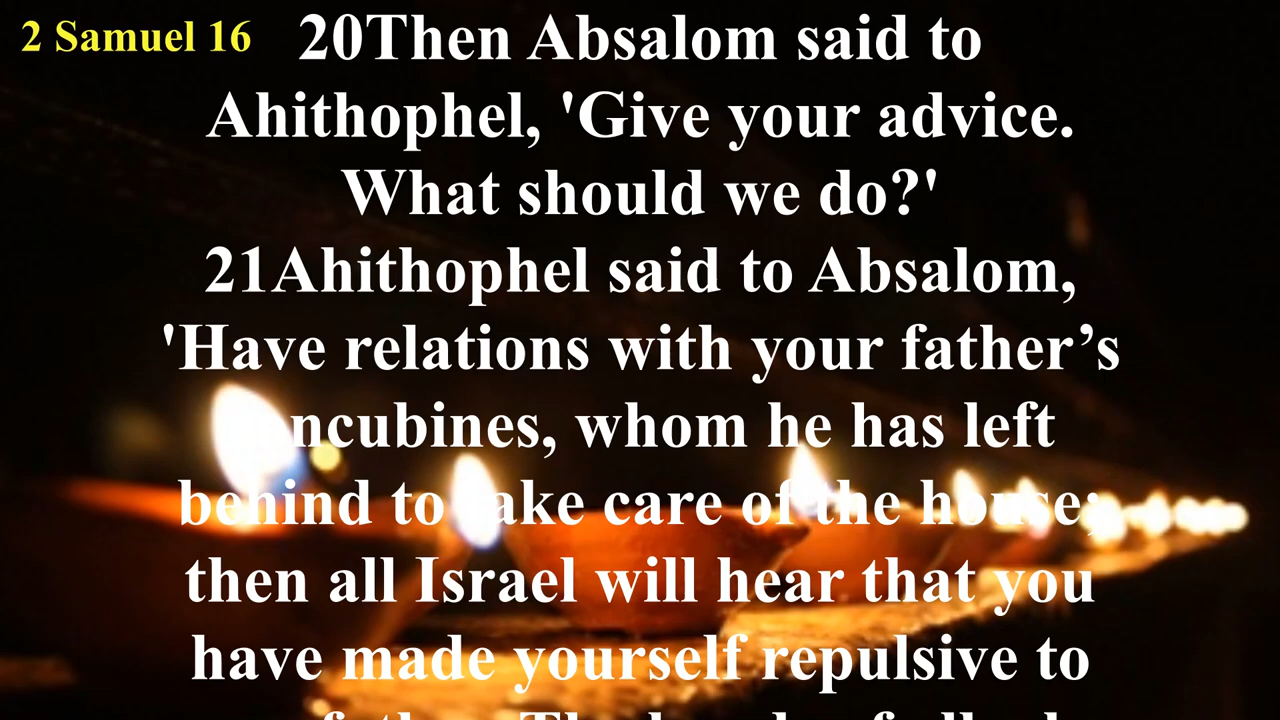 2 Samuel 16
20Then Absalom said to
Ahithophel, 'Give your advice.
What should we do?'
21Ahithophel said to Absalom,
'Have relations with your father’s
ncubines, whom he has left
behind to take care of the house;
then all Israel will hear that you
have made yourself repulsive to